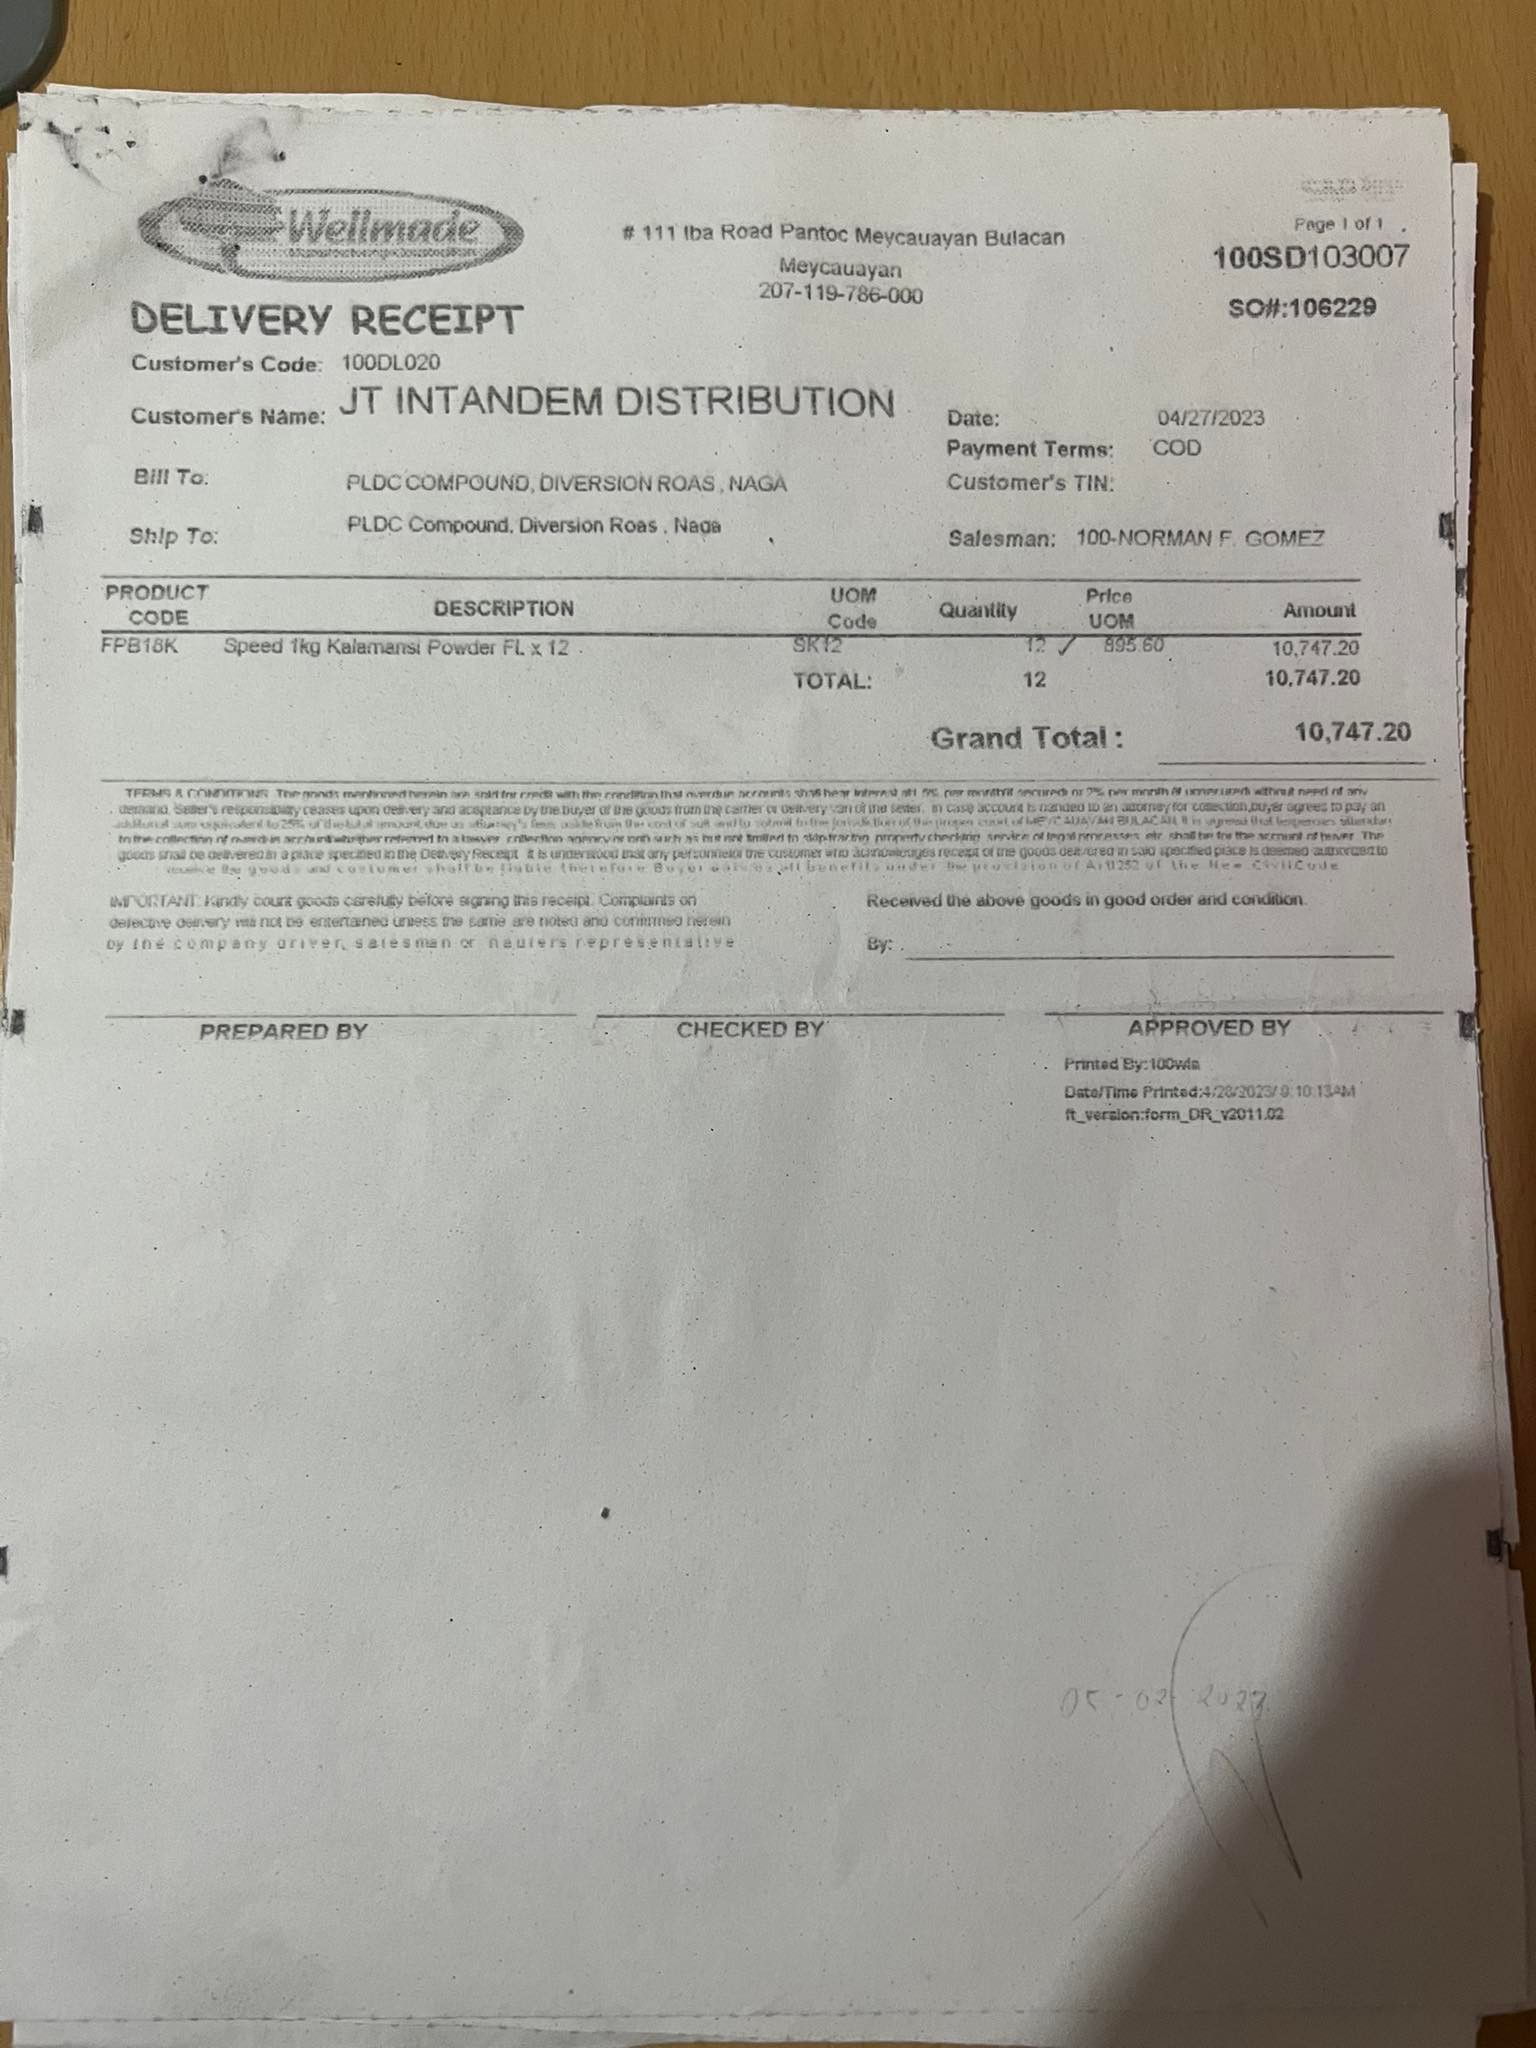 Wellmade
# 111 Iba Road Pantoc Meycauayan Bulacan
Meycauayan
207-119-786-000
Page 1 of 1
100SD103007
SO#:106229
DELIVERY RECEIPT
Customer's Code: 100DL020
Customer's Name: JT INTANDEM DISTRIBUTION
Date: 04/27/2023
Payment Terms: COD
Bill To: PLDC COMPOUND, DIVERSION ROAS , NAGA
Customer's TIN:
Ship To: PLDC Compound, Diversion Roas , Naga
Salesman: 100-NORMAN F. GOMEZ
PRODUCT CODE DESCRIPTION UOM Code Quantity Price UOM Amount
FPB18K Speed 1kg Kalamansi Powder FL x 12 SK12 12 895.60 10,747.20
TOTAL: 12 10,747.20
Grand Total : 10,747.20
TERMS & CONDITIONS The goods mentioned herein are sold for credit with the condition that overdue accounts shall bear interest at 1.5% per month(if secured) or 2% per month (if unsecured) without need of any
demand. Seller's responsibility ceases upon delivery and aceptance by the buyer of the goods from the carrier or delivery van of the seller. In case account is handed to an attorney for collection,buyer agrees to pay an
additional sum equivalent to 25% of the total amount due as attorney's fees aside from the cost of suit and to submit to the jurisdiction of the proper court of MEYCAUAYAN BULACAN. It is agreed that
to the collection of overdue account whether referred to a lawyer, collection agency or both such as but not limited to skip tracing, property checking, service of legal processes, etc. shall be for the account of buyer. The
goods shall be delivered in a place specified in the Delivery Receipt. It is understood that any personnel of the customer who acknowledges receipt of the goods delivered in said specified place is deemed authorized to
receive the goods and customer shall be liable therefore Buyer all benefits under the provision of Art1252 of the New CivilCode
IMPORTANT: Kindly count goods carefully before signing this receipt. Complaints on
defective delivery will not be entertained unless the same are noted and confirmed herein
by the company driver, salesman or haulers representative
Received the above goods in good order and condition.
By:
PREPARED BY CHECKED BY APPROVED BY
Printed By:100wla
Date/Time Printed:4/28/2023/ 9:10:13AM
ft_version:form_DR_v2011.02
05-02-2023